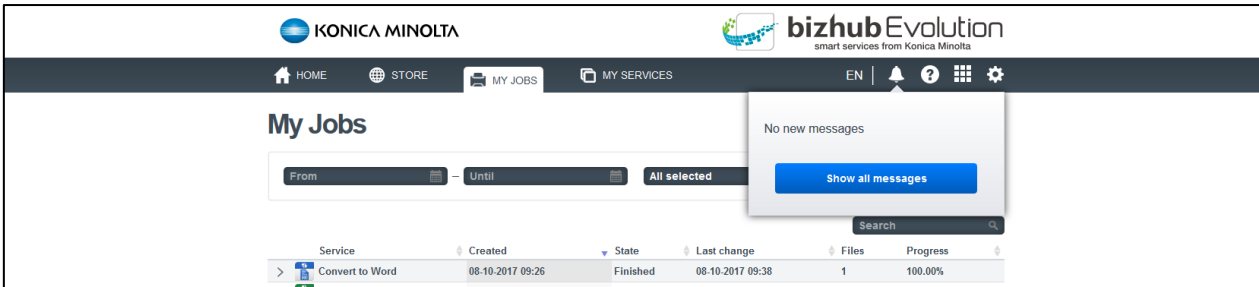 KONICA MINOLTA
bizhub Evolution
smart services from Konica Minolta
HOME STORE MY JOBS MY SERVICES EN ?
My Jobs
No new messages
From – Until All selected
Show all messages
Search
Service Created State Last change Files Progress
Convert to Word 08-10-2017 09:26 Finished 08-10-2017 09:38 1 100.00%